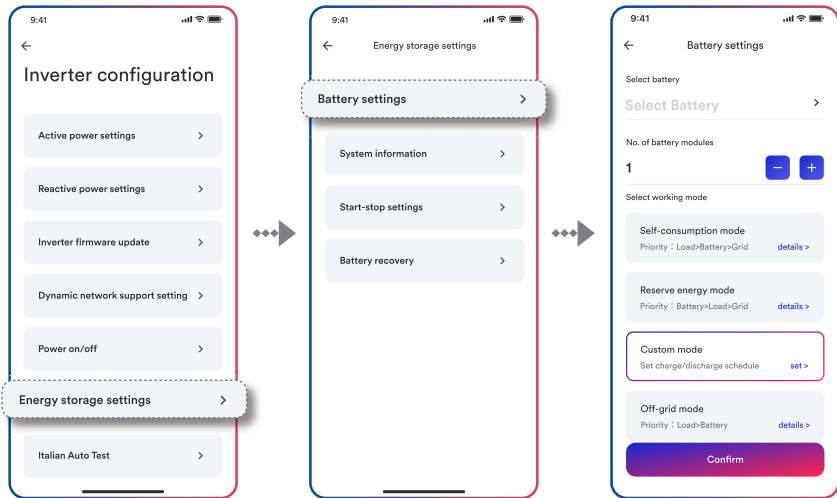 9:41
Inverter configuration
Active power settings
Reactive power settings
Inverter firmware update
Dynamic network support setting
Power on/off
Energy storage settings
Italian Auto Test
9:41
Energy storage settings
Battery settings
System information
Start-stop settings
Battery recovery
9:41
Battery settings
Select battery
Select Battery
No. of battery modules
1
Select working mode
Self-consumption mode
Priority：Load>Battery>Grid details >
Reserve energy mode
Priority：Battery>Load>Grid details >
Custom mode
Set charge/discharge schedule set >
Off-grid mode
Priority：Load>Battery details >
Confirm